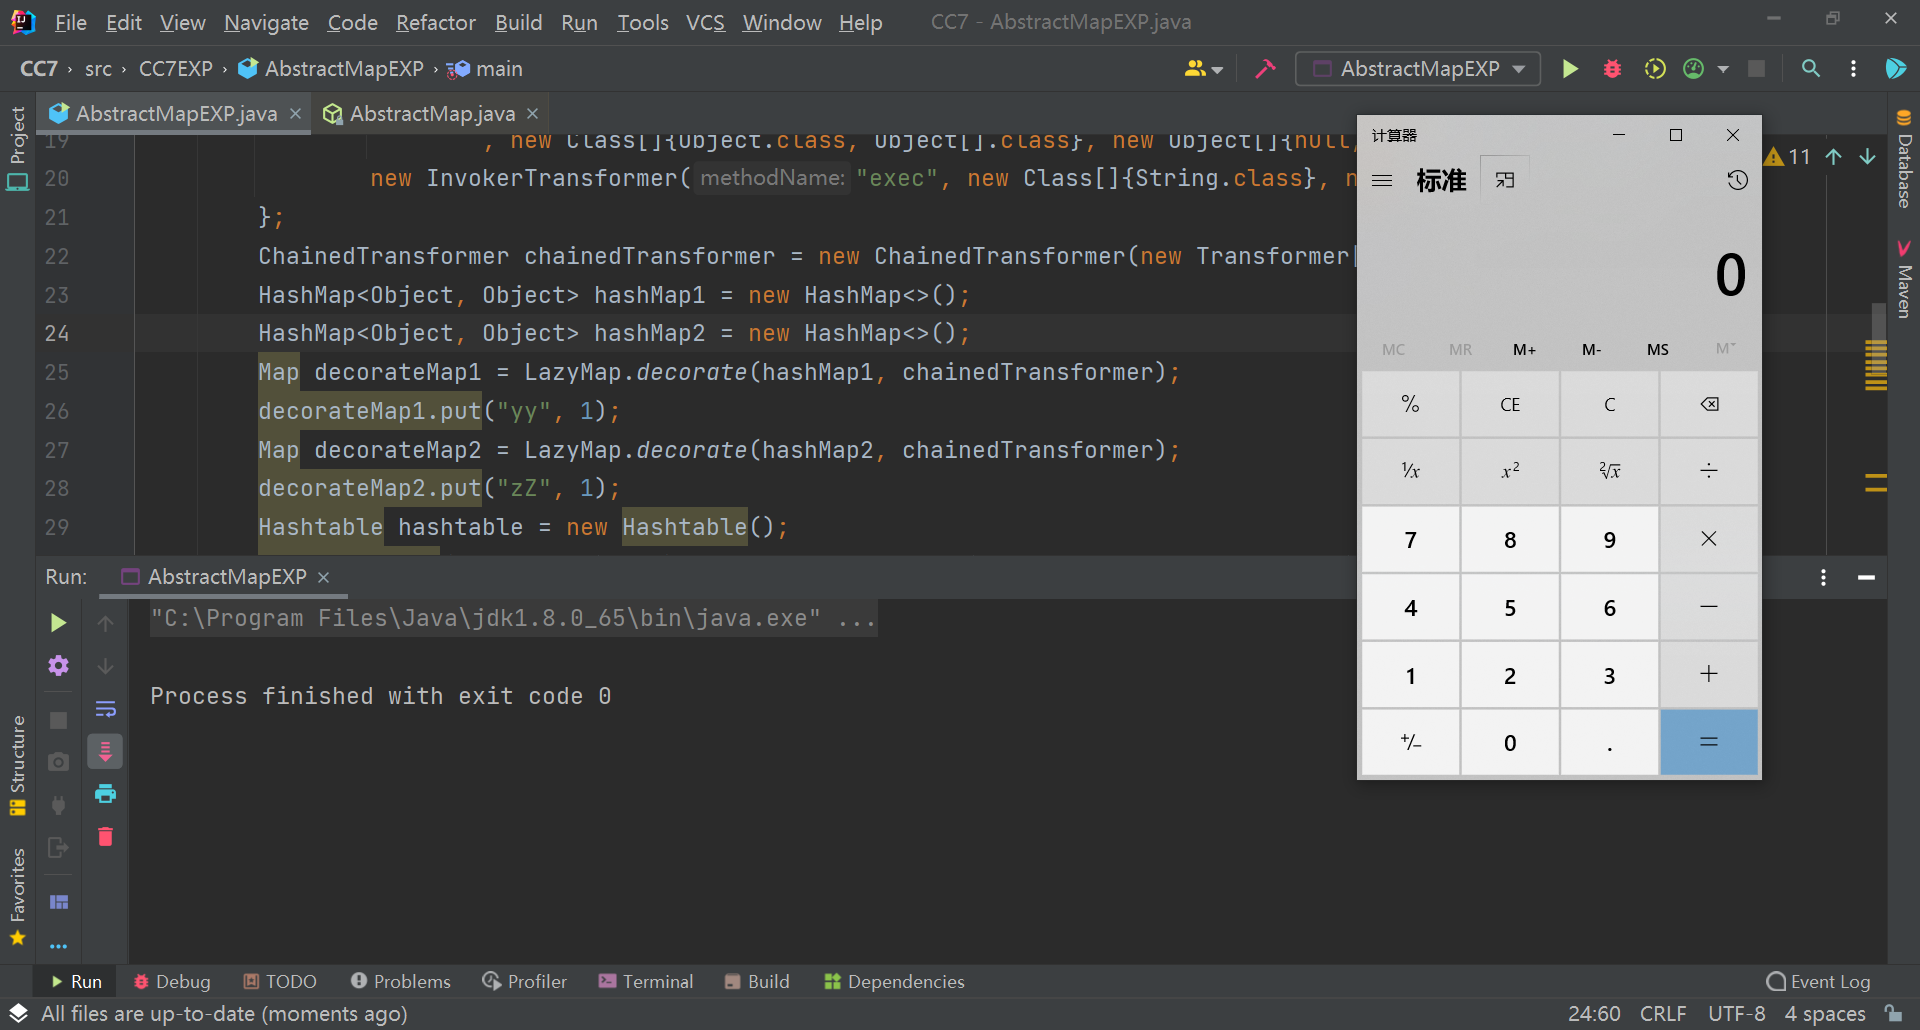 File Edit View Navigate Code Refactor Build Run Tools VCS Window Help CC7 - AbstractMapEXP.java
CC7 › src › CC7EXP › AbstractMapEXP › main
AbstractMapEXP
AbstractMapEXP.java × AbstractMap.java ×
Project
Structure
Favorites
Database
Maven
11
19 , new Class[]{Object.class, Object[].class}, new Object[]{null,
20 new InvokerTransformer( methodName: "exec", new Class[]{String.class}, n
21 };
22 ChainedTransformer chainedTransformer = new ChainedTransformer(new Transformer[
23 HashMap<Object, Object> hashMap1 = new HashMap<>();
24 HashMap<Object, Object> hashMap2 = new HashMap<>();
25 Map decorateMap1 = LazyMap.decorate(hashMap1, chainedTransformer);
26 decorateMap1.put("yy", 1);
27 Map decorateMap2 = LazyMap.decorate(hashMap2, chainedTransformer);
28 decorateMap2.put("zZ", 1);
29 Hashtable hashtable = new Hashtable();
计算器
标准
0
MC MR M+ M- MS M˅
% CE C
¹/x x² ²√x ÷
7 8 9 ×
4 5 6 −
1 2 3 +
+/− 0 . =
Run: AbstractMapEXP ×
"C:\Program Files\Java\jdk1.8.0_65\bin\java.exe" ...
Process finished with exit code 0
Run Debug TODO Problems Profiler Terminal Build Dependencies Event Log
All files are up-to-date (moments ago) 24:60 CRLF UTF-8 4 spaces